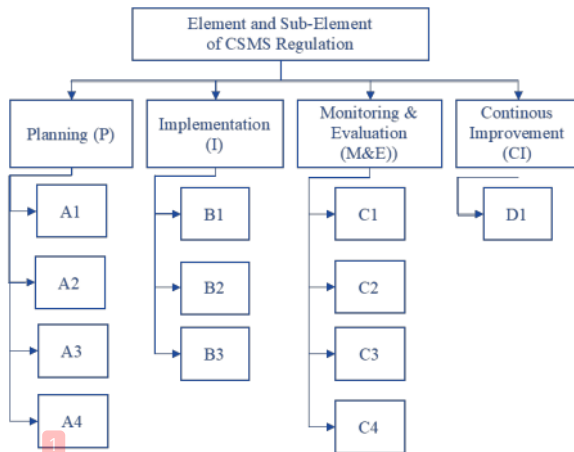 Element and Sub-Element
of CSMS Regulation
Planning (P)
Implementation
(I)
Monitoring &
Evaluation
(M&E))
Continous
Improvement
(CI)
A1
B1
C1
D1
A2
B2
C2
A3
B3
C3
A4
C4
1